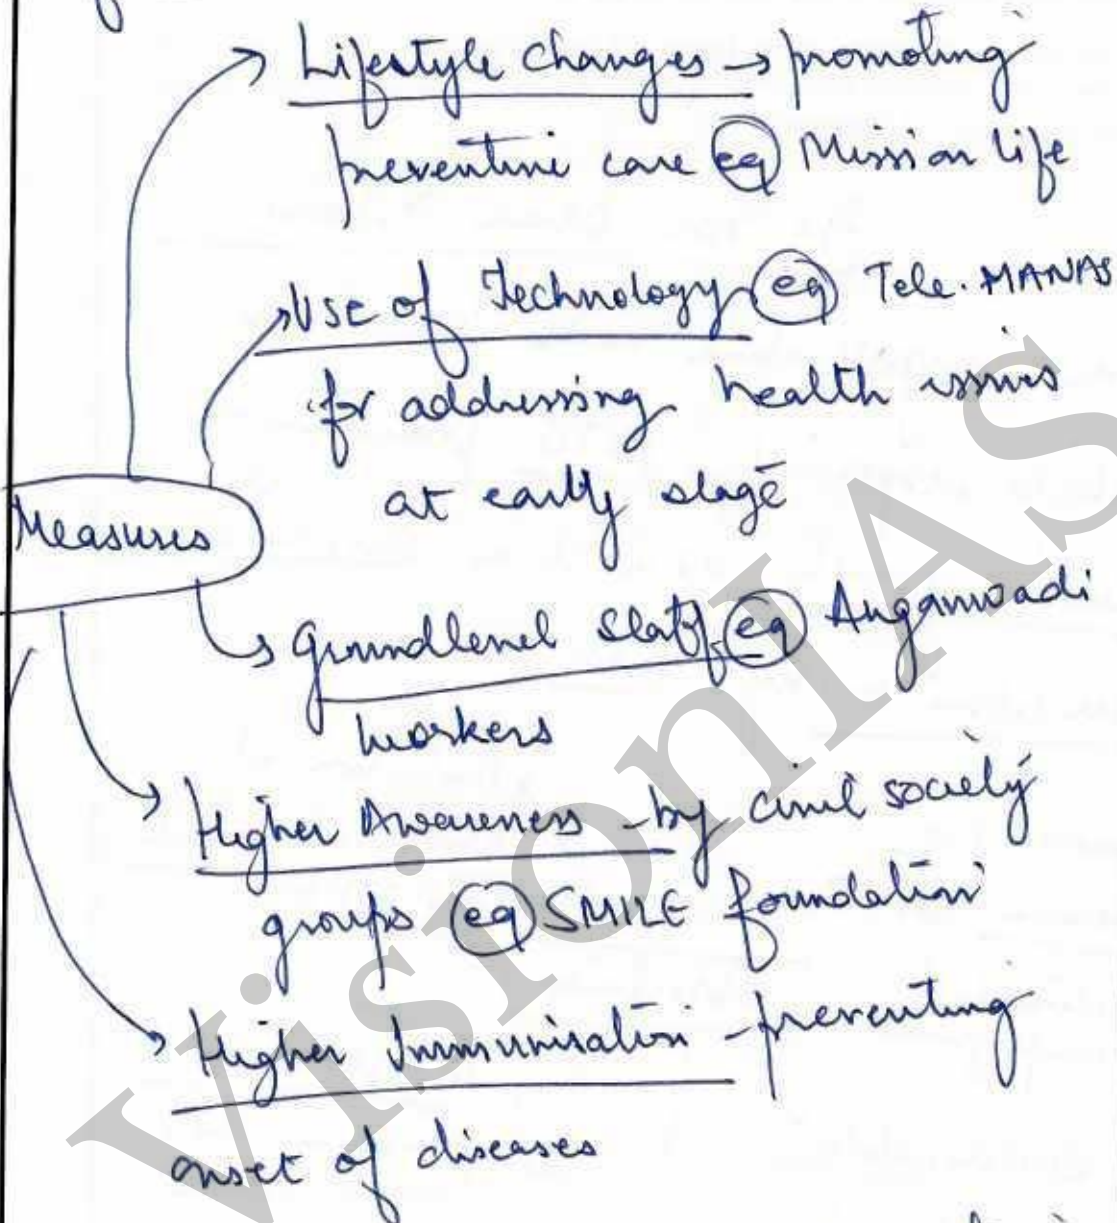 Lifestyle changes → promoting
preventive care eg Mission life
Use of Technology eg Tele-MANAS
for addressing health issues
at early stage
Measures
Groundlevel staff eg Anganwadi
workers
Higher Awareness - by civil society
groups eg SMILE foundation
Higher Immunisation - preventing
onset of diseases
VisionIAS